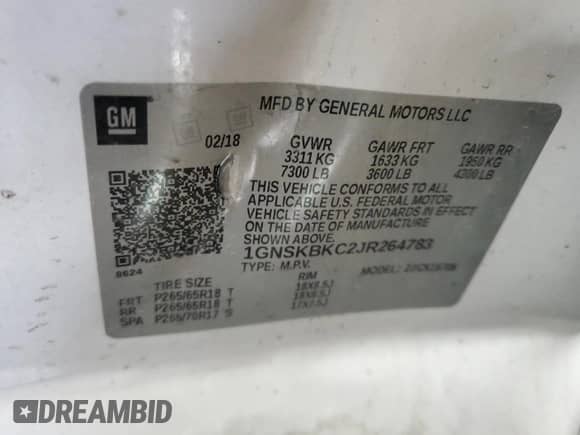 GM
MFD BY GENERAL MOTORS LLC
02/18 GVWR GAWR FRT GAWR RR
3311 KG 1633 KG 1950 KG
7300 LB 3600 LB 4300 LB
THIS VEHICLE CONFORMS TO ALL
APPLICABLE U.S. FEDERAL MOTOR
VEHICLE SAFETY STANDARDS IN EFFECT
ON THE DATE OF MANUFACTURE
SHOWN ABOVE.
1GNSKBKC2JR264783
8624
TYPE: M.P.V. MODEL:
TIRE SIZE RIM
FRT P265/65R18 T 18X8.5J
RR P265/65R18 T 18X8.5J
SPA P265/70R17 S 17X7.5J
#DREAMBID